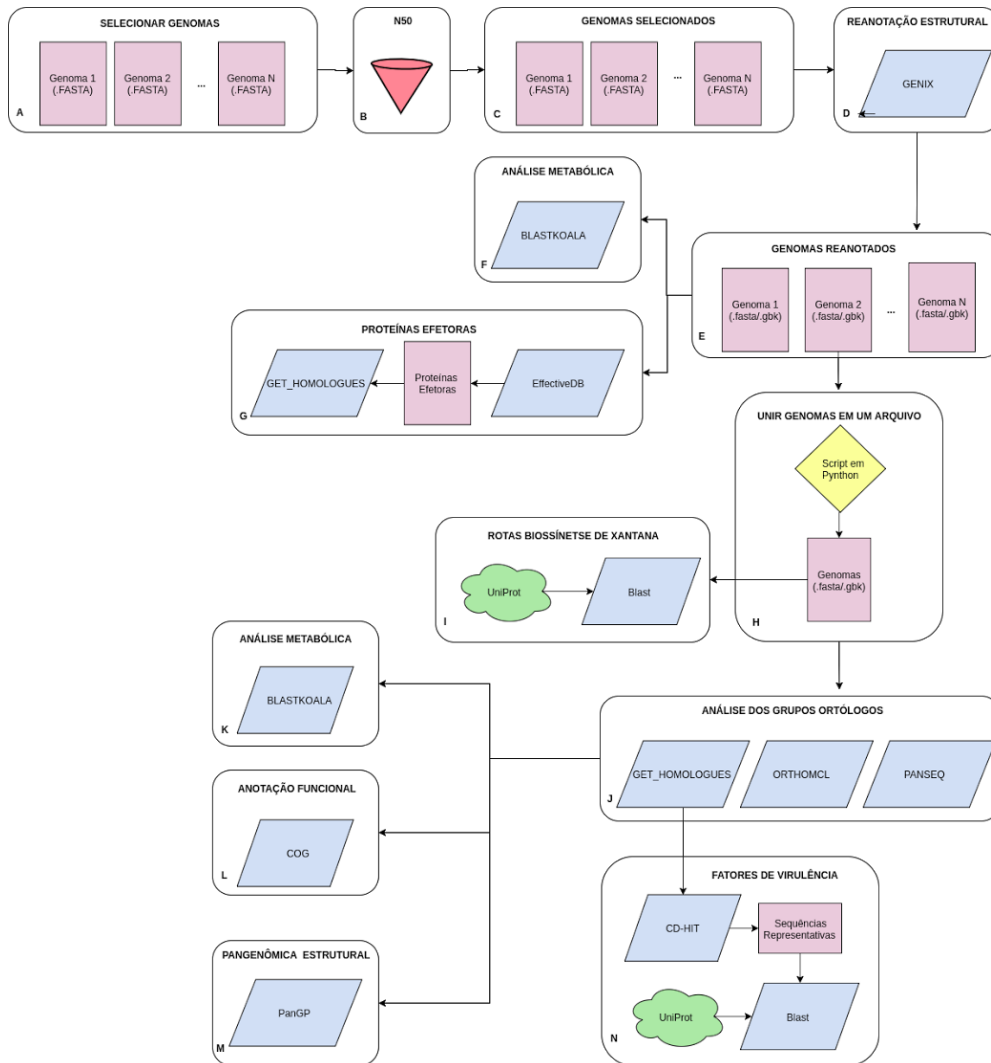 SELECIONAR GENOMAS
Genoma 1
(.FASTA)
Genoma 2
(.FASTA)
...
Genoma N
(.FASTA)
A
N50
B
GENOMAS SELECIONADOS
Genoma 1
(.FASTA)
Genoma 2
(.FASTA)
...
Genoma N
(.FASTA)
C
REANOTAÇÃO ESTRUTURAL
GENIX
D
ANÁLISE METABÓLICA
BLASTKOALA
F
GENOMAS REANOTADOS
Genoma 1
(.fasta/.gbk)
Genoma 2
(.fasta/.gbk)
...
Genoma N
(.fasta/.gbk)
E
PROTEÍNAS EFETORAS
GET_HOMOLOGUES
Proteínas
Efetoras
EffectiveDB
G
UNIR GENOMAS EM UM ARQUIVO
Script em
Pynthon
Genomas
(.fasta/.gbk)
H
ROTAS BIOSSÍNETSE DE XANTANA
UniProt
Blast
I
ANÁLISE METABÓLICA
BLASTKOALA
K
ANÁLISE DOS GRUPOS ORTÓLOGOS
GET_HOMOLOGUES
ORTHOMCL
PANSEQ
J
ANOTAÇÃO FUNCIONAL
COG
L
FATORES DE VIRULÊNCIA
CD-HIT
Sequências
Representativas
UniProt
Blast
N
PANGENÔMICA ESTRUTURAL
PanGP
M